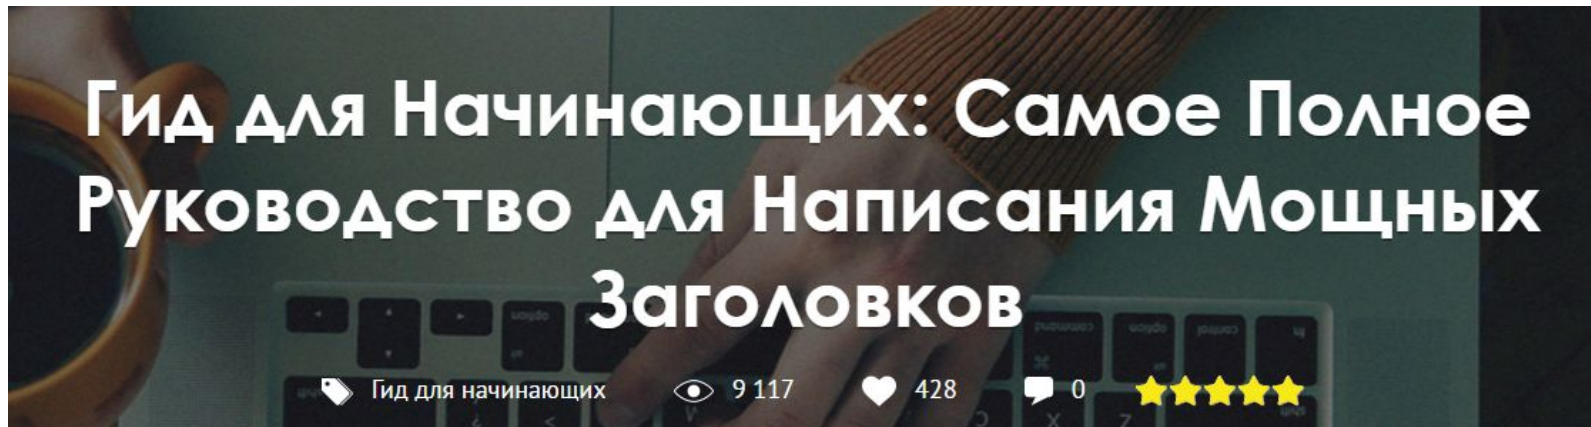 Гид для Начинающих: Самое Полное
Руководство для Написания Мощных
Заголовков
Гид для начинающих 9 117 428 0